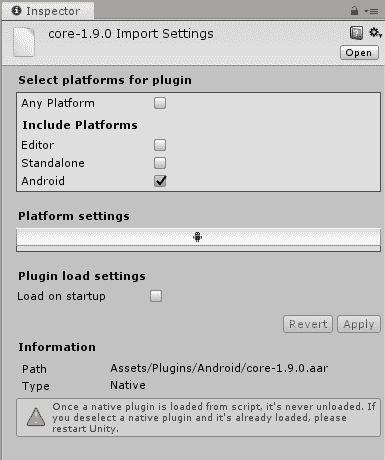 Inspector
core-1.9.0 Import Settings
Open
Select platforms for plugin
Any Platform
Include Platforms
Editor
Standalone
Android
Platform settings
Plugin load settings
Load on startup
Revert Apply
Information
Path Assets/Plugins/Android/core-1.9.0.aar
Type Native
Once a native plugin is loaded from script, it's never unloaded. If
you deselect a native plugin and it's already loaded, please
restart Unity.